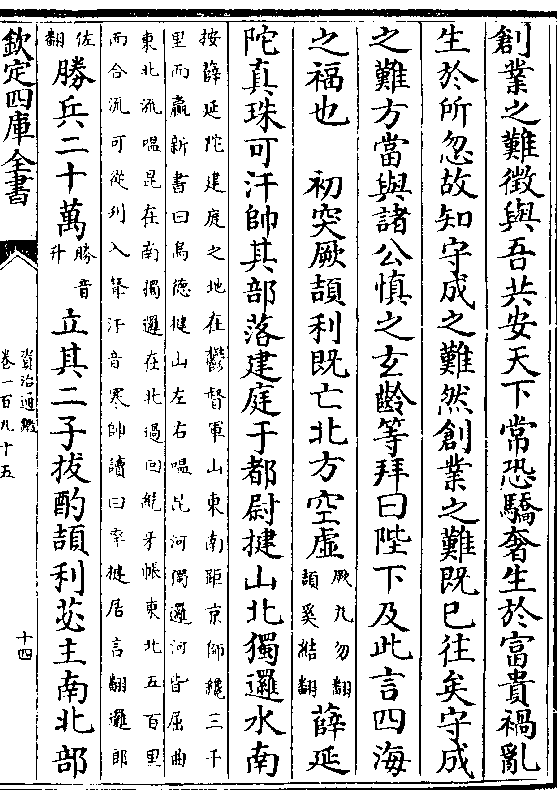 創業之難徴與吾共安天下常恐驕奢生於富貴禍亂
生於所忽故知守成之難然創業之難既已往矣守成
之難方當與諸公慎之玄齡等拜曰陛下及此言四海
之福也　初突厥頡利既亡北方空虚
厥九勿翻
頡奚結翻
薛延
陀真珠可汗帥其部落建庭于都尉揵山北獨邏水南
按薛延陀建庭之地在鬱督軍山東南距京師纔三千
里而贏新書曰烏德揵山左右嗢昆河獨邏河皆屈曲
東北流嗢昆在南獨邏在北過回紇牙帳東北五百里
而合流可從刋入聲汗音寒帥讀曰率揵居言翻邏郎
佐翻
勝兵二十萬
勝音
升
立其二子拔酌頡利苾主南北部
欽定四庫全書
資治通鑑
卷一百九十五
十四